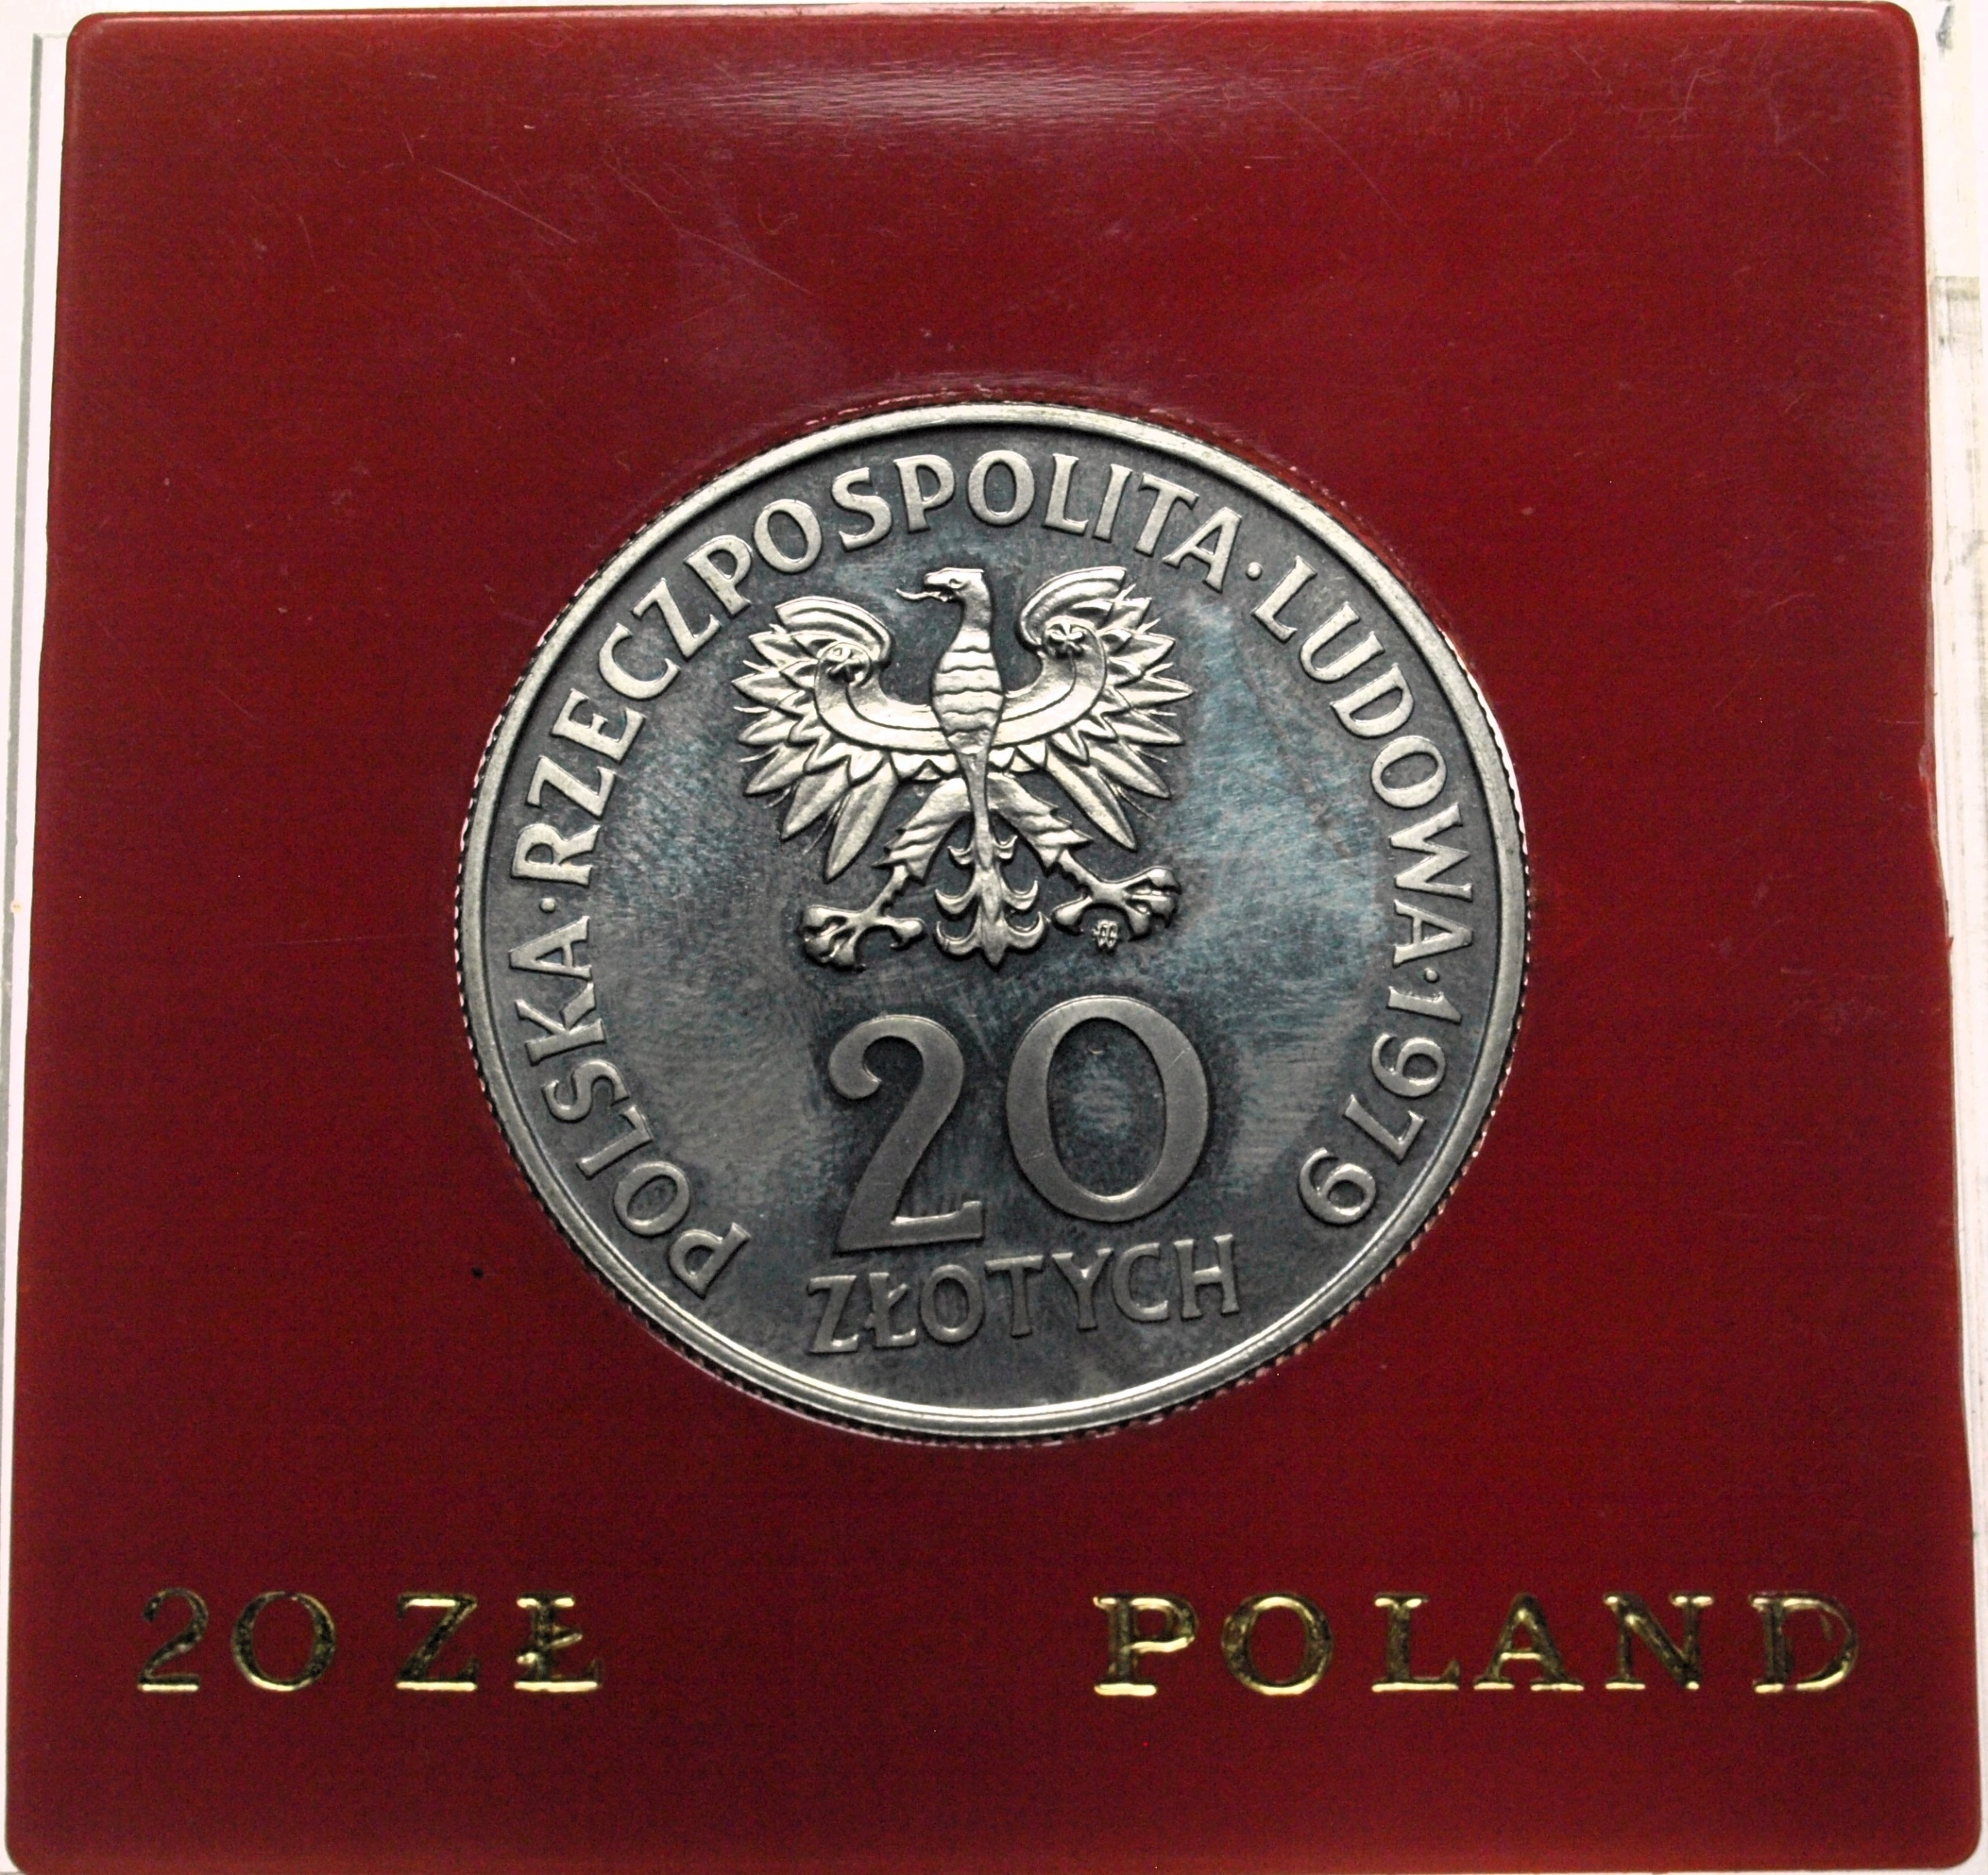 POLSKA·RZECZPOSPOLITA·LUDOWA·1979
20
ZŁOTYCH
20 ZŁ POLAND